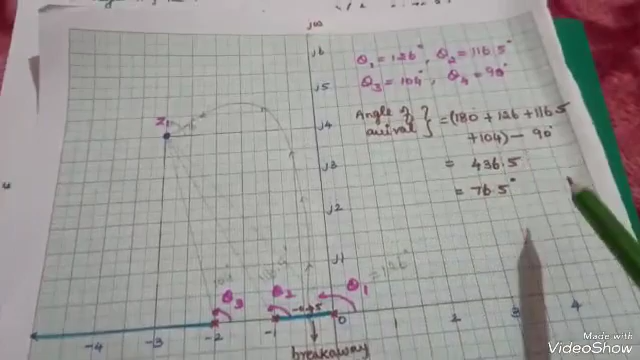 jω
j6
j5
j4
j3
j2
j1
θ₁ = 126°, θ₂ = 116.5°
θ₃ = 104°, θ₄ = 90°
Angle of } = (180° + 126 + 116.5
arrival + 104) - 90°
= 436.5
= 76.5°
Z₁
= 126°
θ₃ θ₂ θ₁
-4 -3 -2 -1 0 1 2 3 4
breakaway
Made with
VideoShow